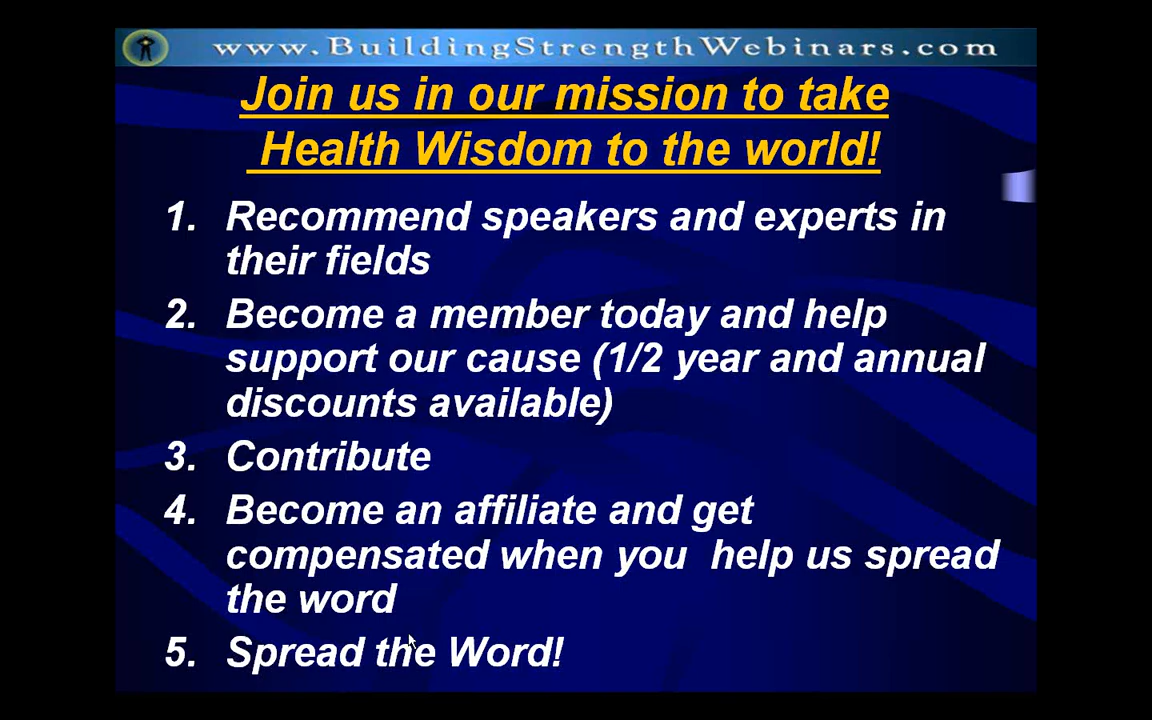 www.BuildingStrengthWebinars.com
Join us in our mission to take
Health Wisdom to the world!
1. Recommend speakers and experts in
their fields
2. Become a member today and help
support our cause (1/2 year and annual
discounts available)
3. Contribute
4. Become an affiliate and get
compensated when you  help us spread
the word
5. Spread the Word!